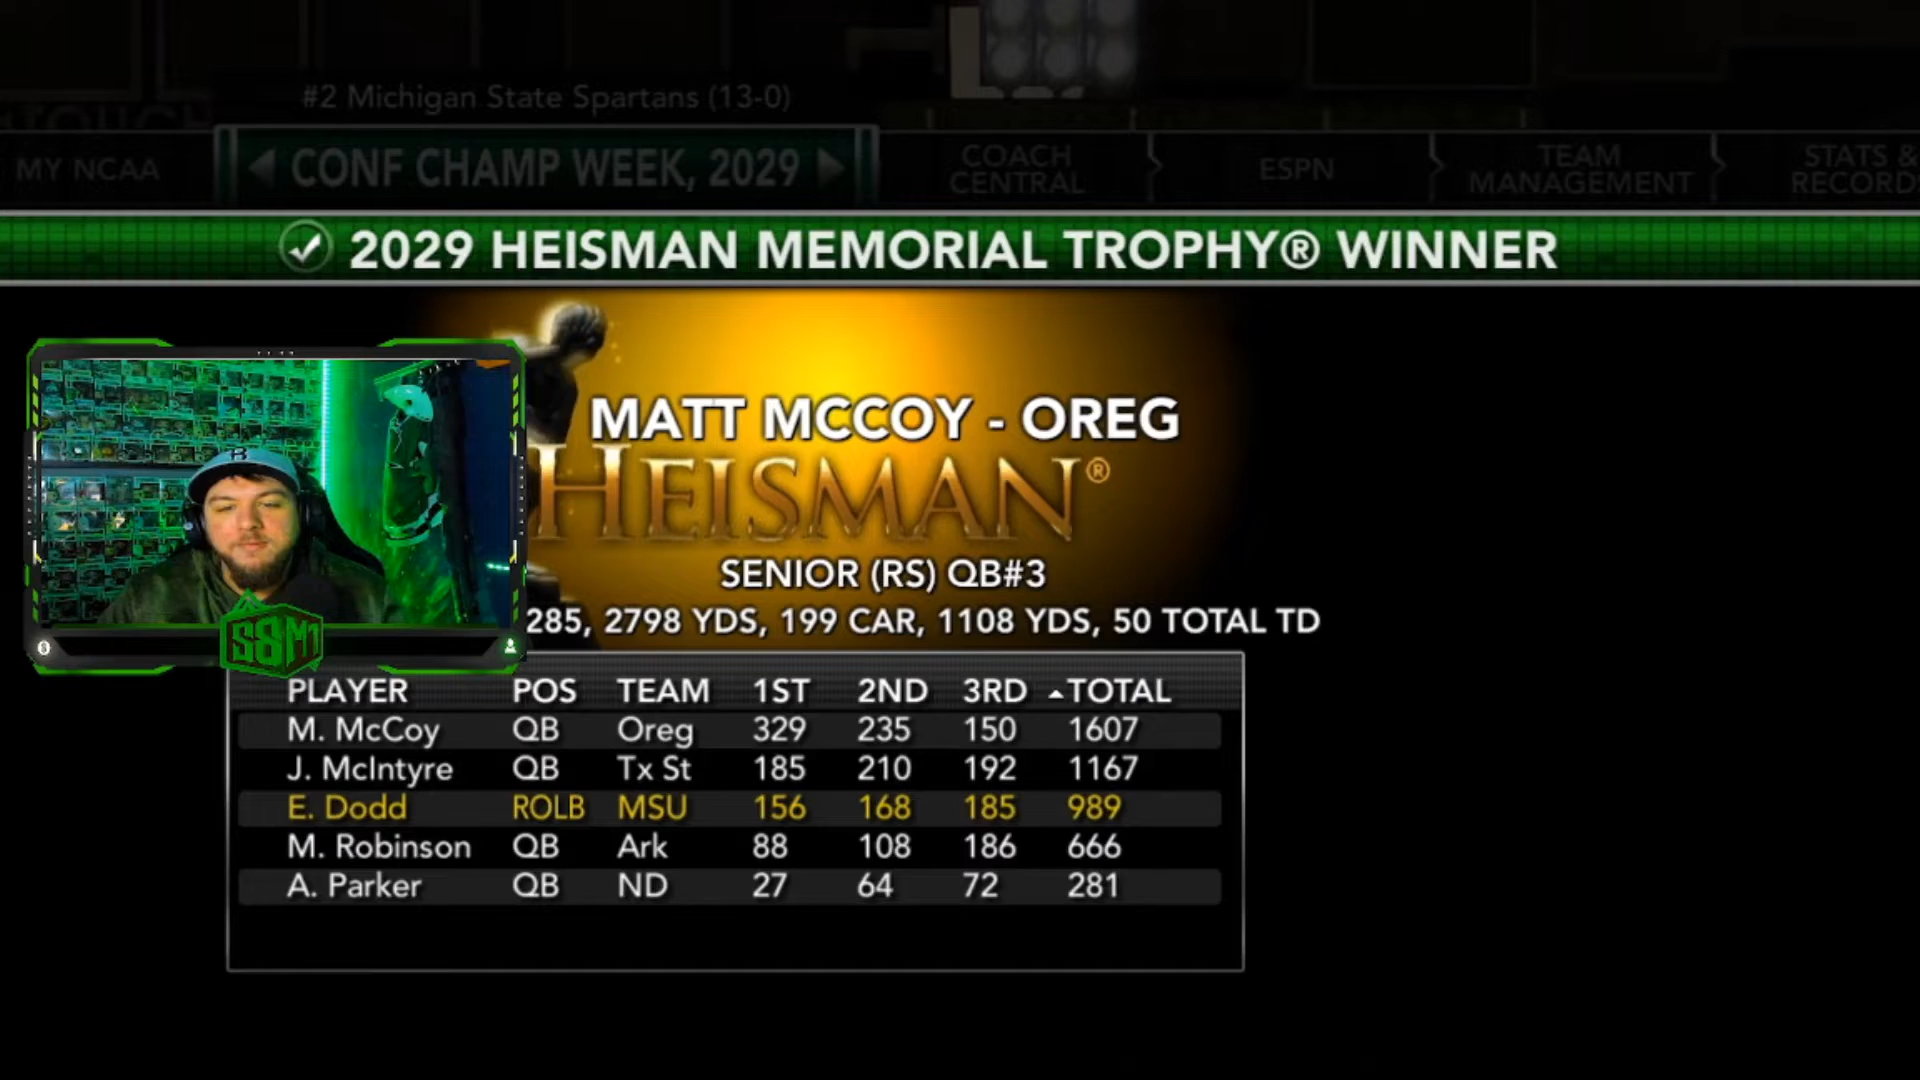 #2 Michigan State Spartans (13-0)
MY NCAA
CONF CHAMP WEEK, 2029
COACH CENTRAL
ESPN
TEAM MANAGEMENT
STATS &
RECORD
2029 HEISMAN MEMORIAL TROPHY® WINNER
MATT MCCOY - OREG
HEISMAN®
SENIOR (RS) QB#3
285, 2798 YDS, 199 CAR, 1108 YDS, 50 TOTAL TD
S8M1
PLAYER POS TEAM 1ST 2ND 3RD TOTAL
M. McCoy QB Oreg 329 235 150 1607
J. McIntyre QB Tx St 185 210 192 1167
E. Dodd ROLB MSU 156 168 185 989
M. Robinson QB Ark 88 108 186 666
A. Parker QB ND 27 64 72 281